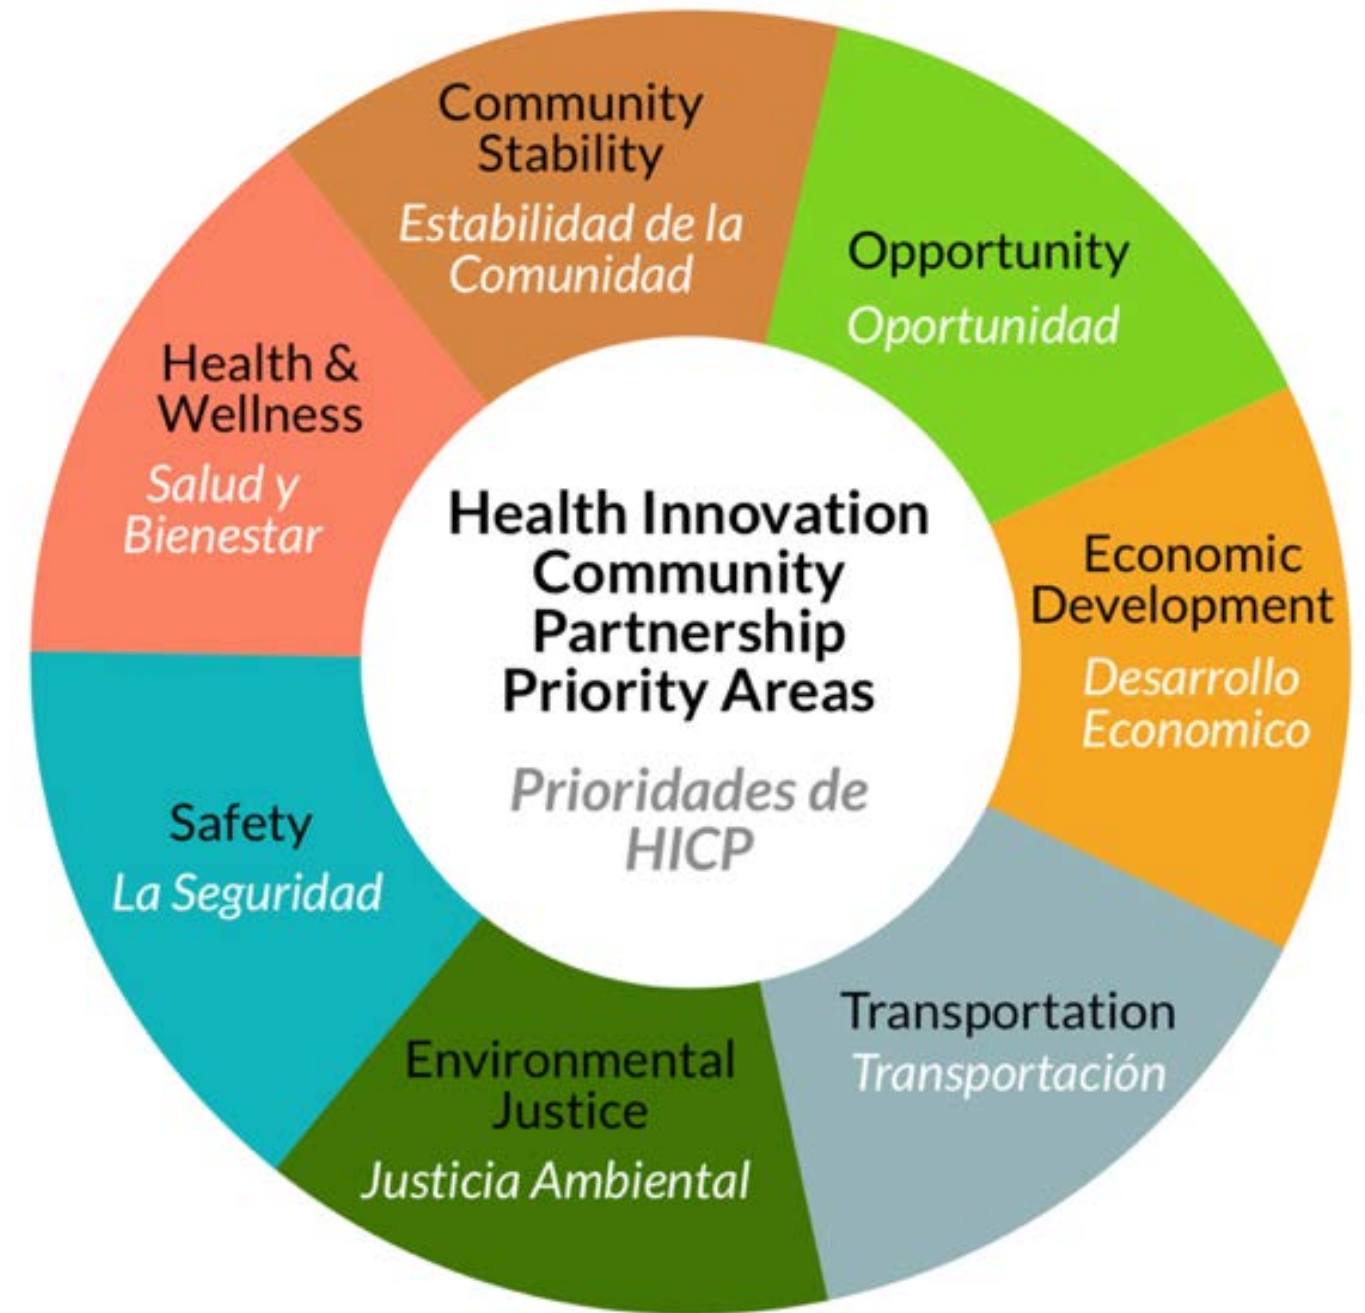 Community
Stability
Estabilidad de la
Comunidad
Opportunity
Oportunidad
Economic
Development
Desarrollo
Economico
Transportation
Transportación
Environmental
Justice
Justicia Ambiental
Safety
La Seguridad
Health &
Wellness
Salud y
Bienestar
Health Innovation
Community
Partnership
Priority Areas
Prioridades de
HICP